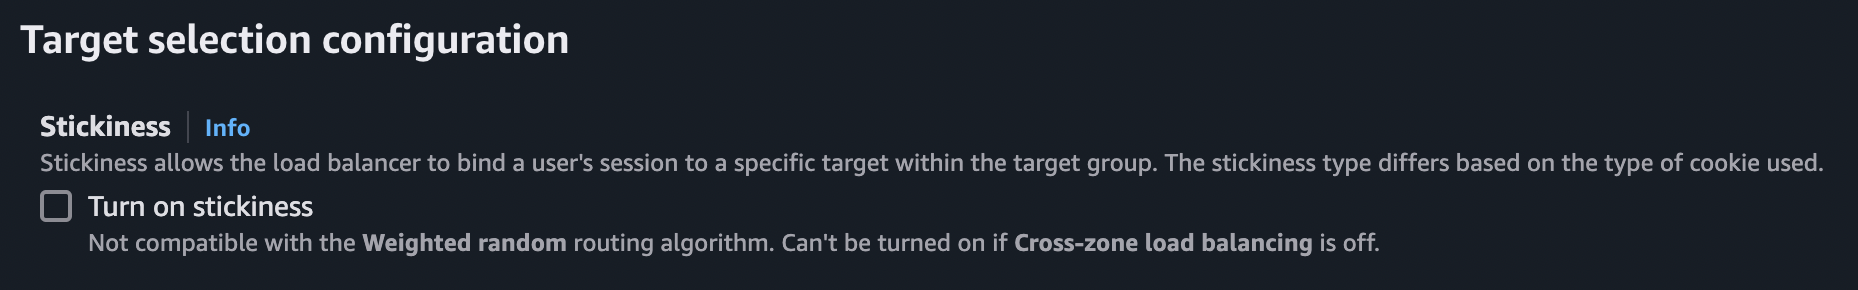 Target selection configuration
Stickiness | Info
Stickiness allows the load balancer to bind a user's session to a specific target within the target group. The stickiness type differs based on the type of cookie used.
Turn on stickiness
Not compatible with the Weighted random routing algorithm. Can't be turned on if Cross-zone load balancing is off.